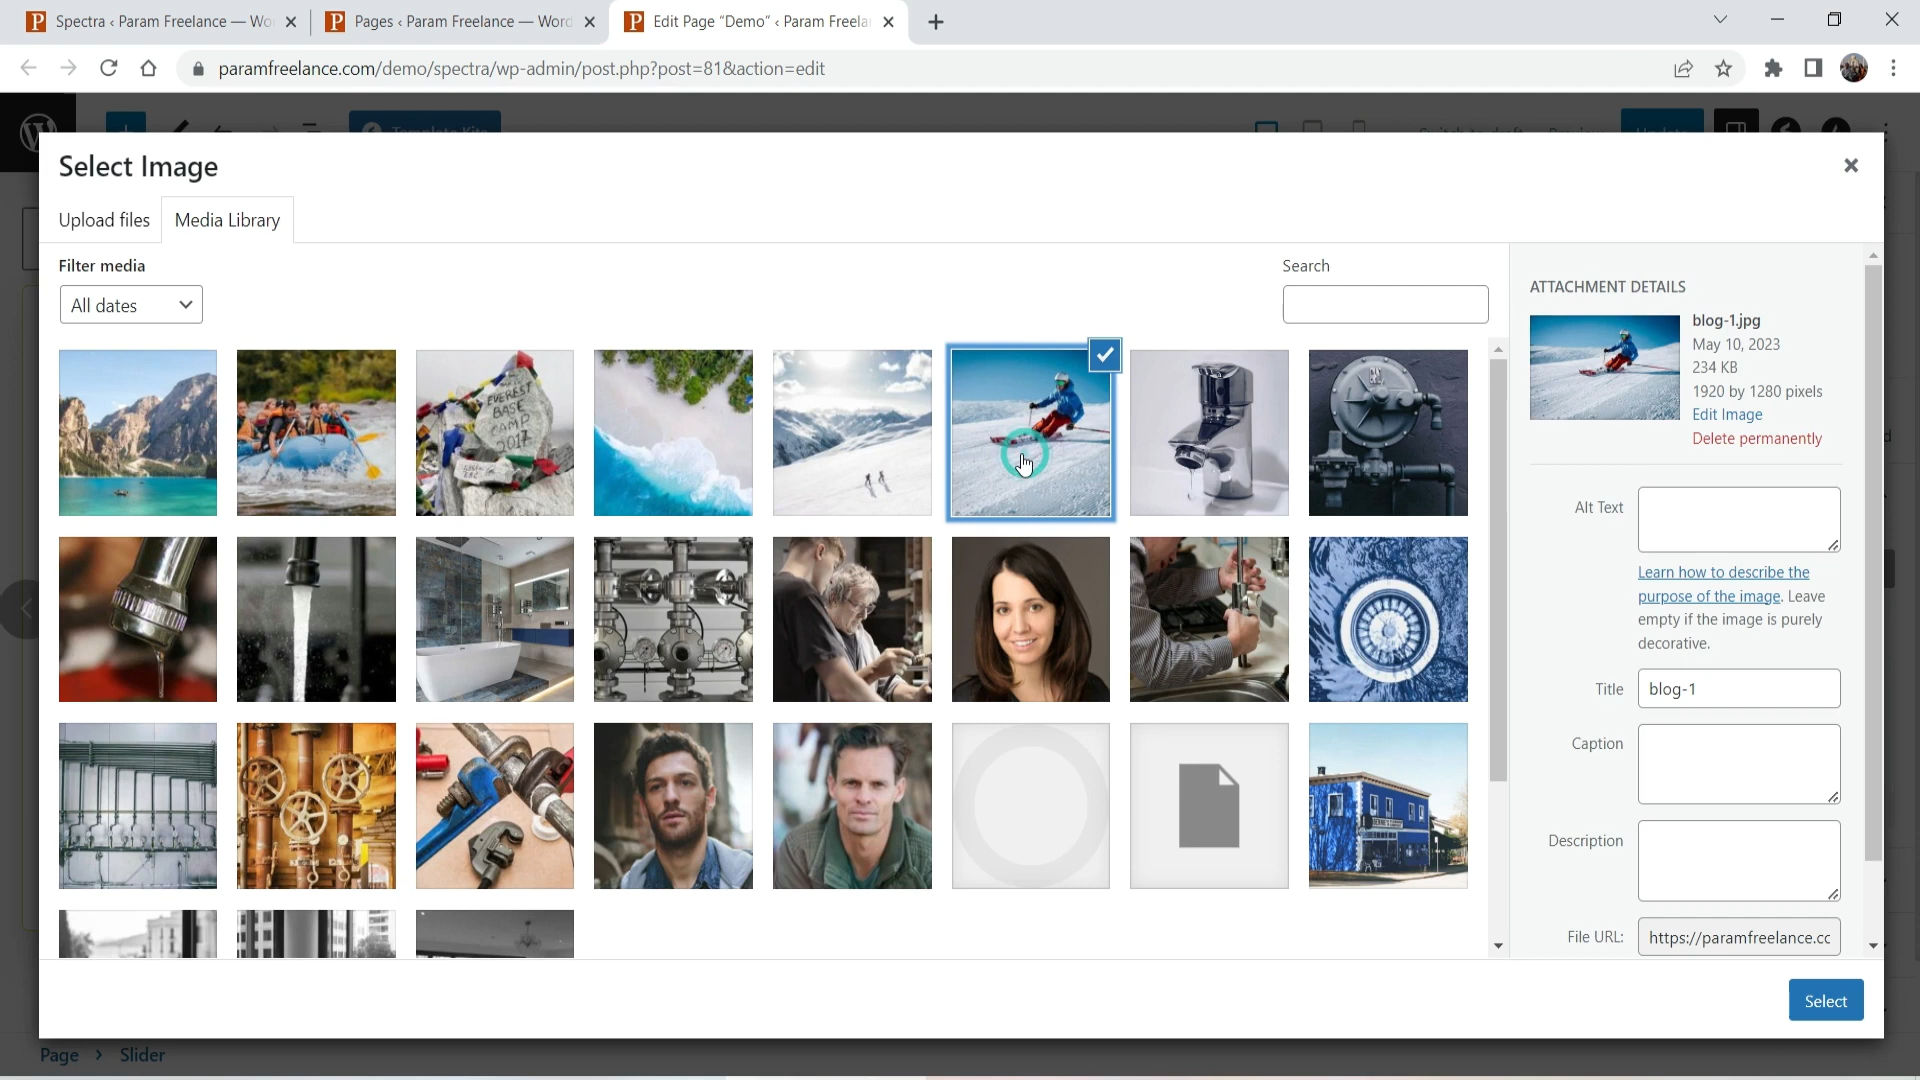 Spectra ‹ Param Freelance — Wo
Pages ‹ Param Freelance — Word
Edit Page “Demo” ‹ Param Freela
paramfreelance.com/demo/spectra/wp-admin/post.php?post=81&action=edit
Select Image
Upload files
Media Library
Filter media
All dates
Search
EVEREST
BASE
CAMP
2017
ATTACHMENT DETAILS
blog-1.jpg
May 10, 2023
234 KB
1920 by 1280 pixels
Edit Image
Delete permanently
Alt Text
Learn how to describe the
purpose of the image. Leave
empty if the image is purely
decorative.
Title
blog-1
Caption
Description
File URL:
https://paramfreelance.cc
Select
Page › Slider